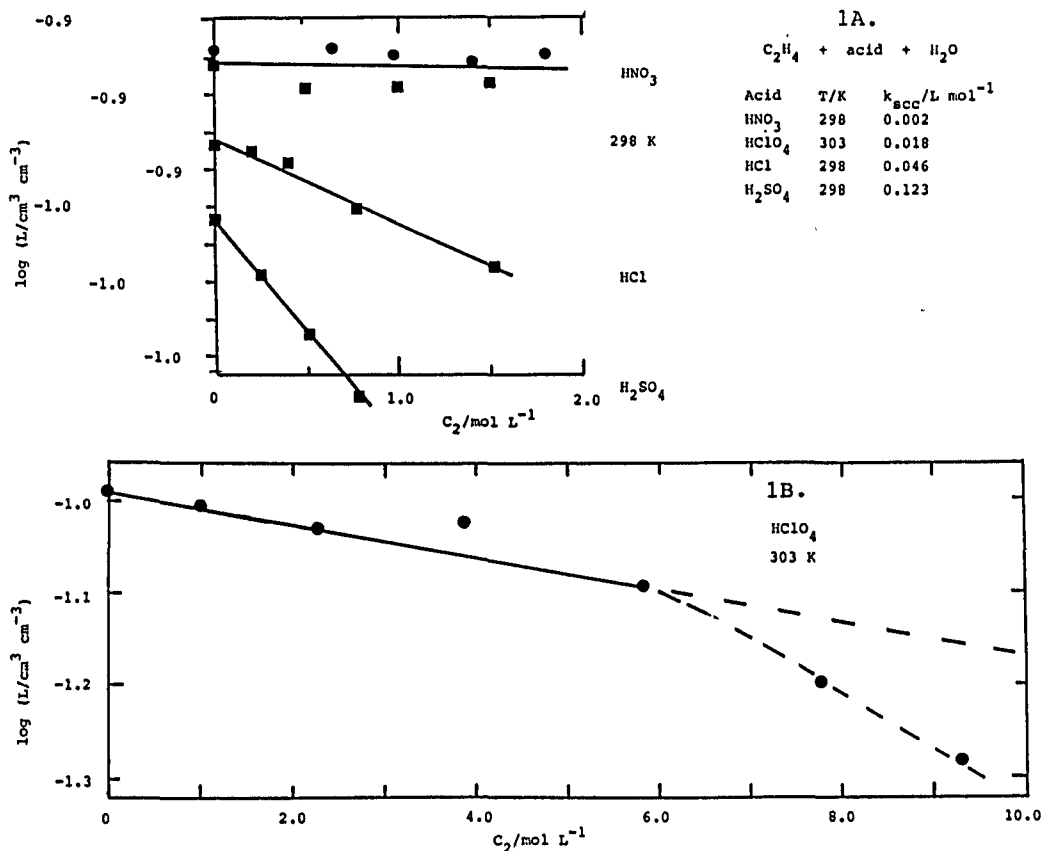 1A.
C₂H₄ + acid + H₂O
Acid T/K k_scc/L mol⁻¹
HNO₃ 298 0.002
HClO₄ 303 0.018
HCl 298 0.046
H₂SO₄ 298 0.123
-0.9
-0.9
-0.9
-1.0
-1.0
-1.0
log (L/cm³ cm⁻³)
HNO₃
298 K
HCl
H₂SO₄
0 1.0 2.0
C₂/mol L⁻¹
1B.
HClO₄
303 K
-1.0
-1.1
-1.2
-1.3
log (L/cm³ cm⁻³)
0 2.0 4.0 6.0 8.0 10.0
C₂/mol L⁻¹